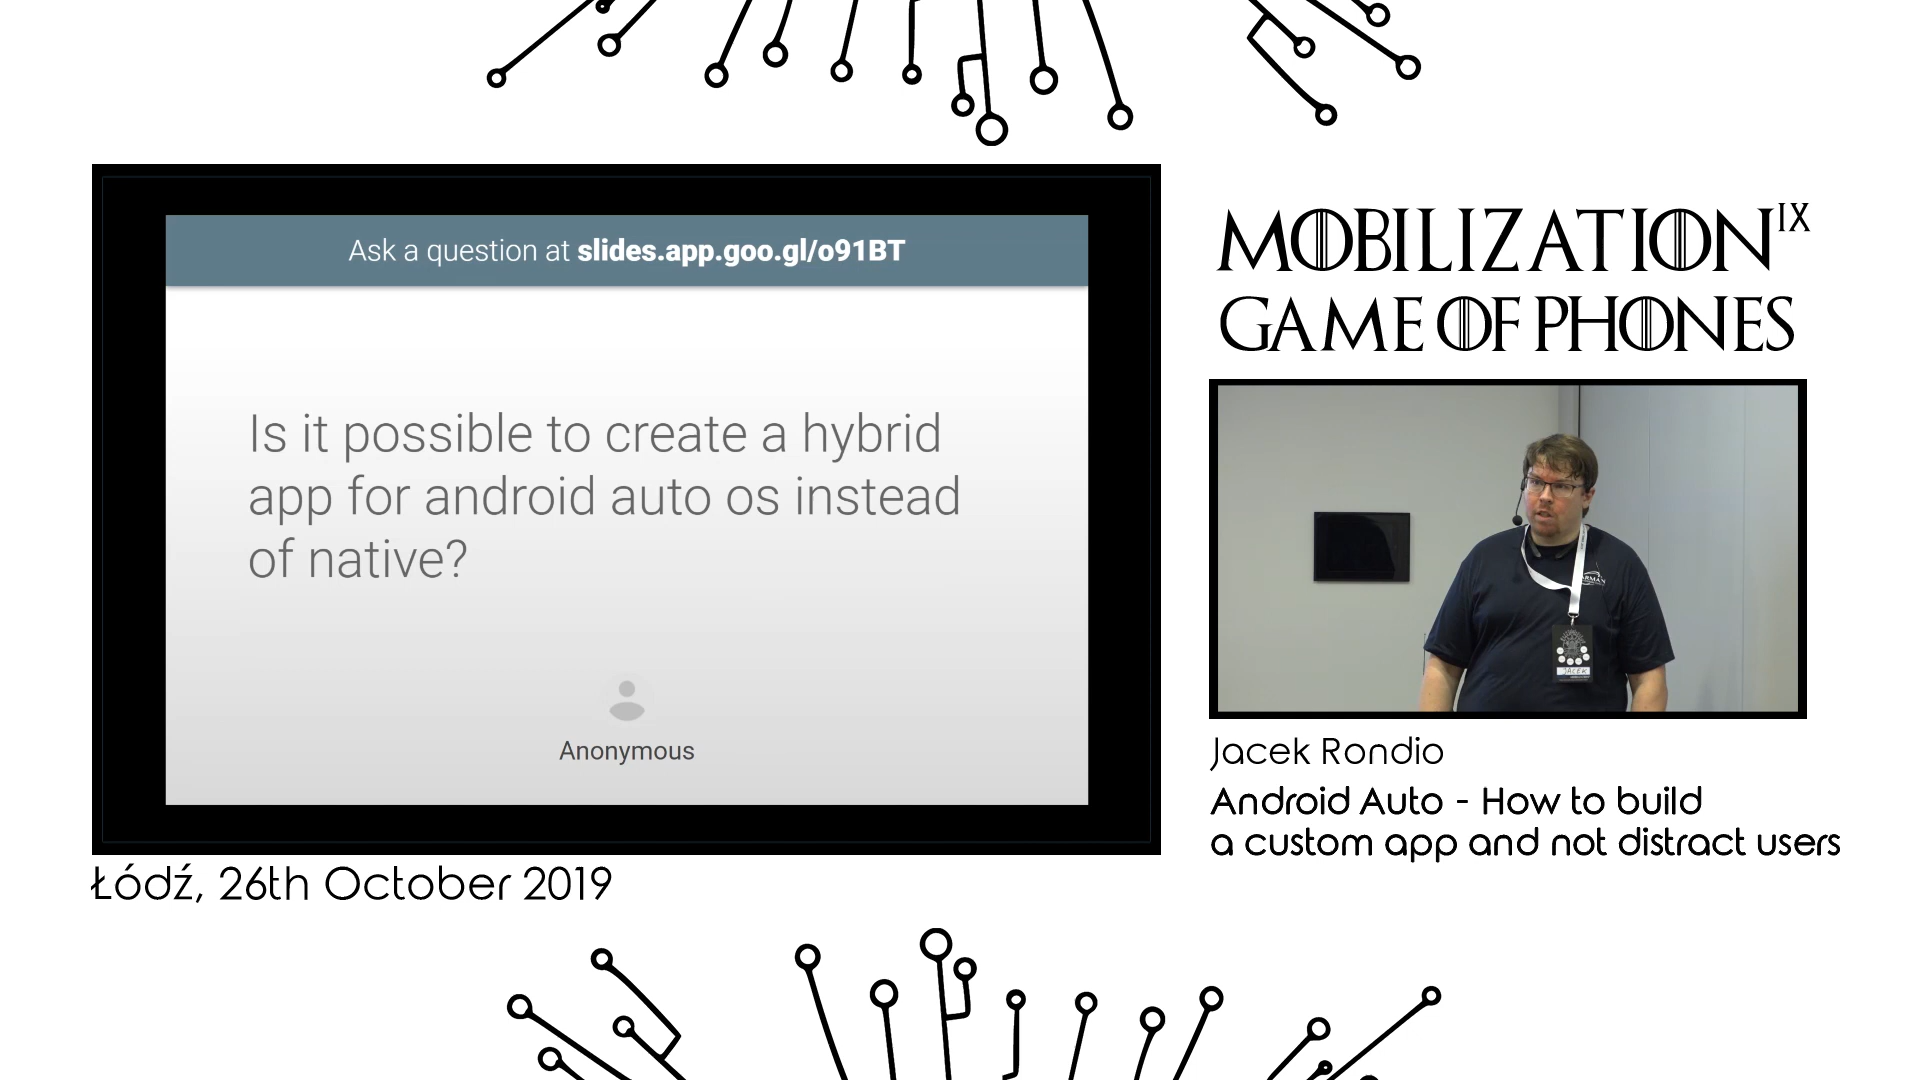 Ask a question at slides.app.goo.gl/o91BT
Is it possible to create a hybrid
app for android auto os instead
of native?
Anonymous
MOBILIZATION IX
GAME OF PHONES
JACEK
Jacek Rondio
Android Auto - How to build
a custom app and not distract users
Łódź, 26th October 2019